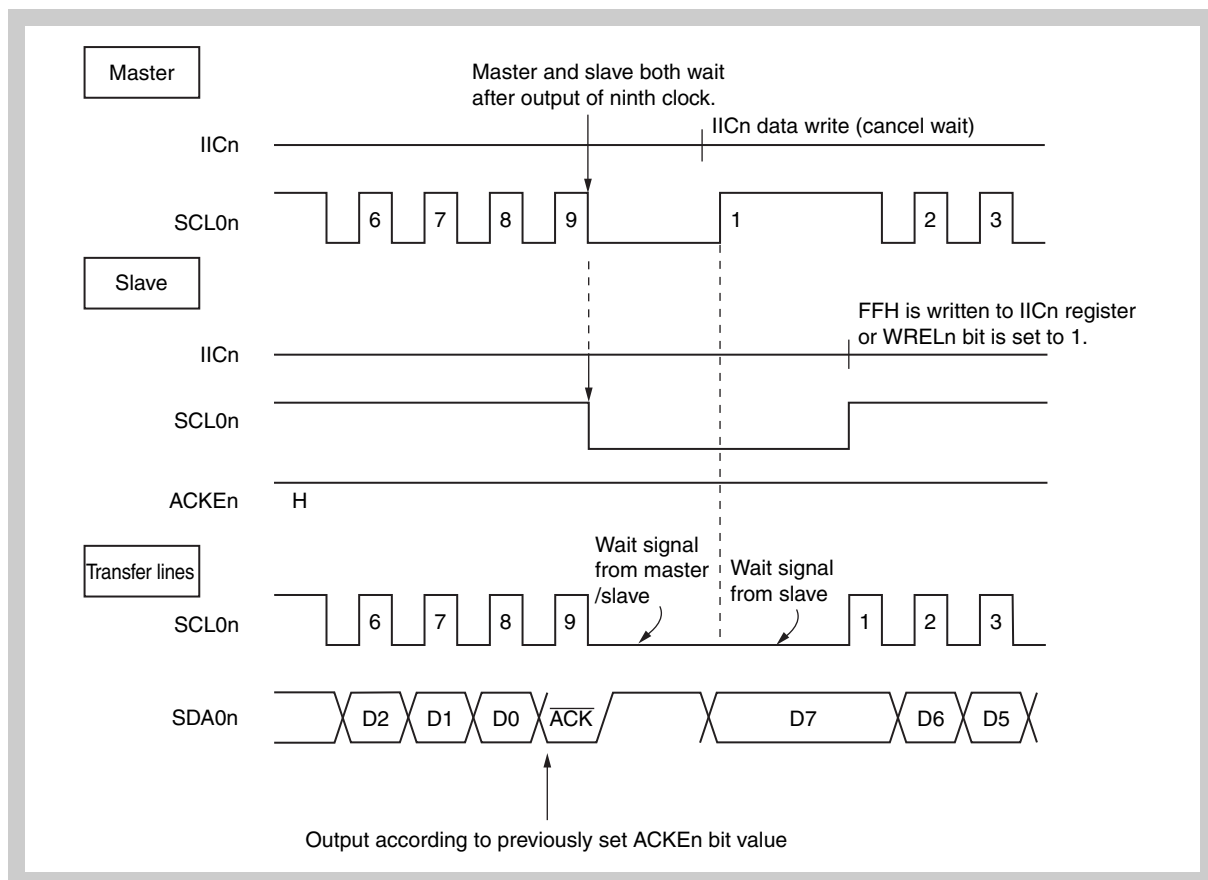 Master
Master and slave both wait
after output of ninth clock.
IICn data write (cancel wait)
IICn
SCL0n
6 7 8 9 1 2 3
Slave
FFH is written to IICn register
or WRELn bit is set to 1.
IICn
SCL0n
ACKEn H
Transfer lines
Wait signal
from master
/slave
Wait signal
from slave
SCL0n
6 7 8 9 1 2 3
SDA0n
D2 D1 D0 ACK D7 D6 D5
Output according to previously set ACKEn bit value